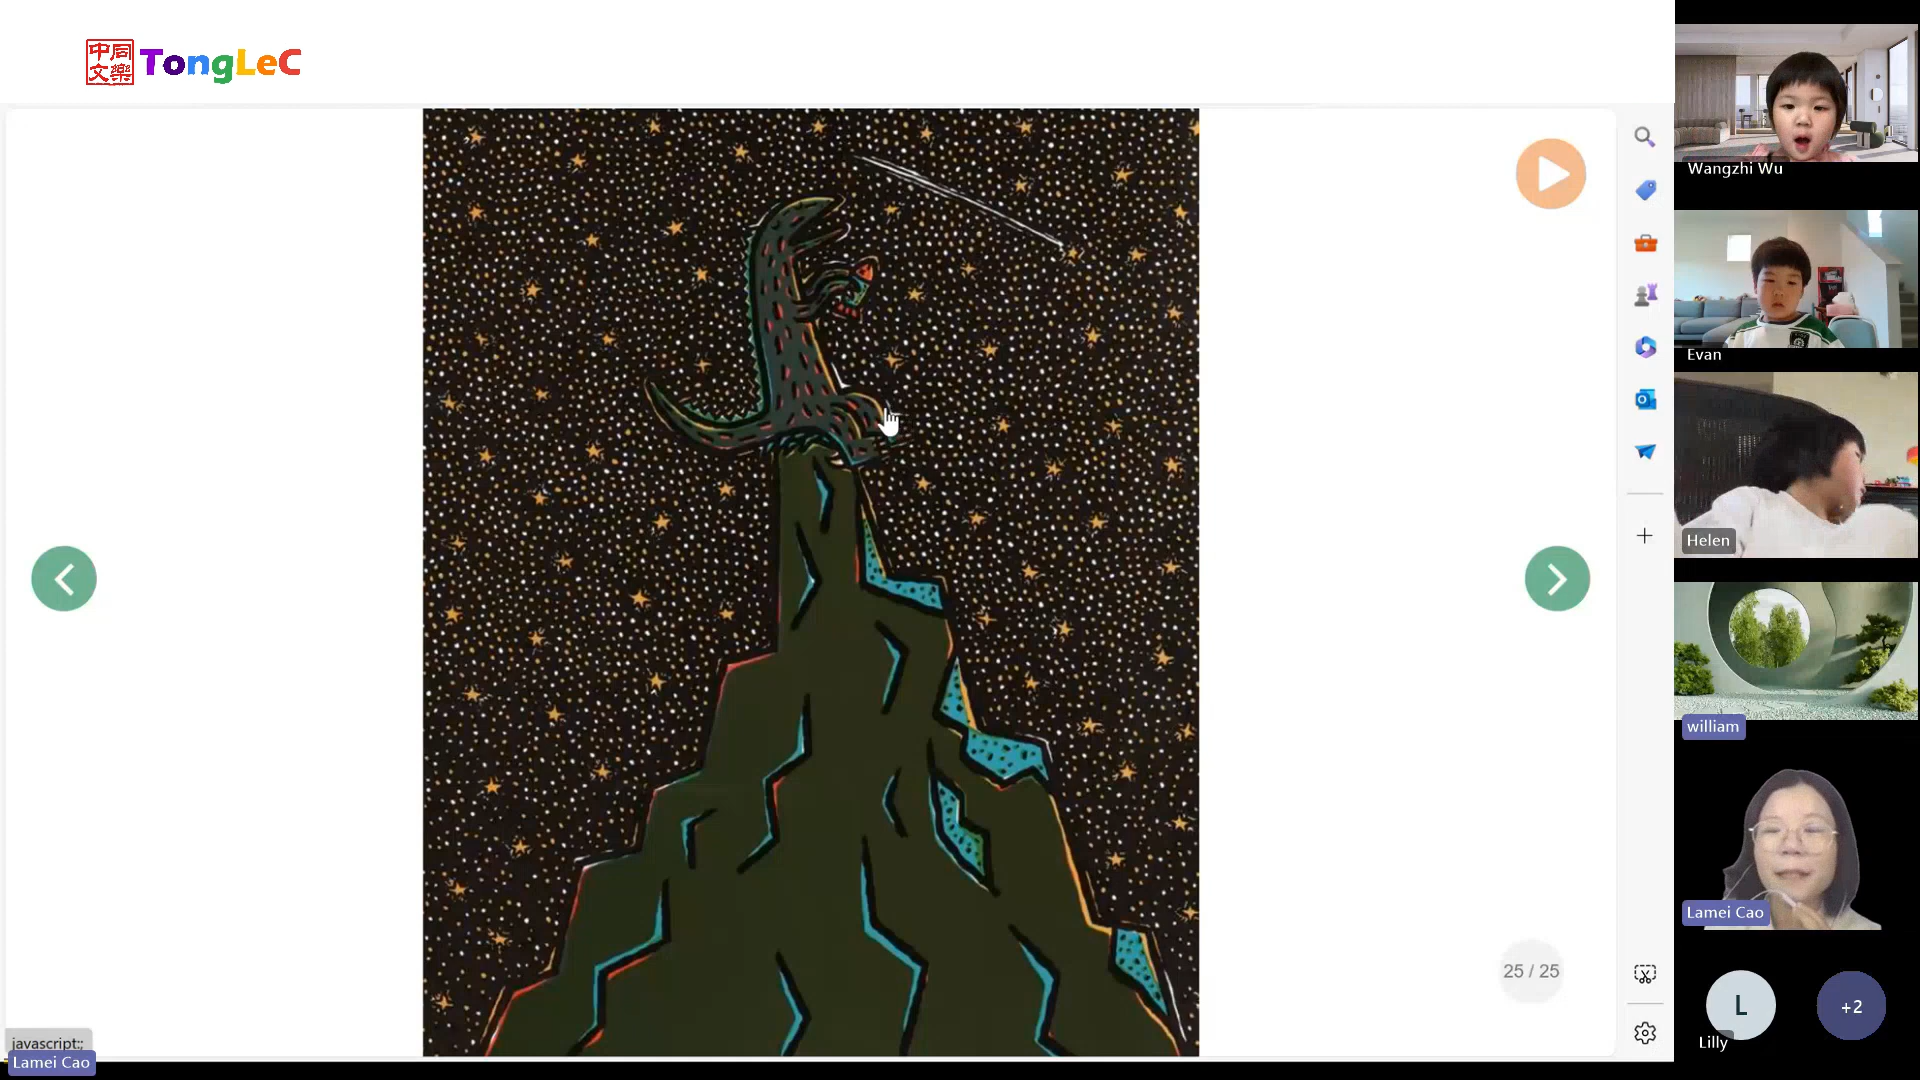 中同
文樂
TongLeC
Wangzhi Wu
Evan
Helen
william
Lamei Cao
L
+2
Lilly
25 / 25
javascript:;
Lamei Cao